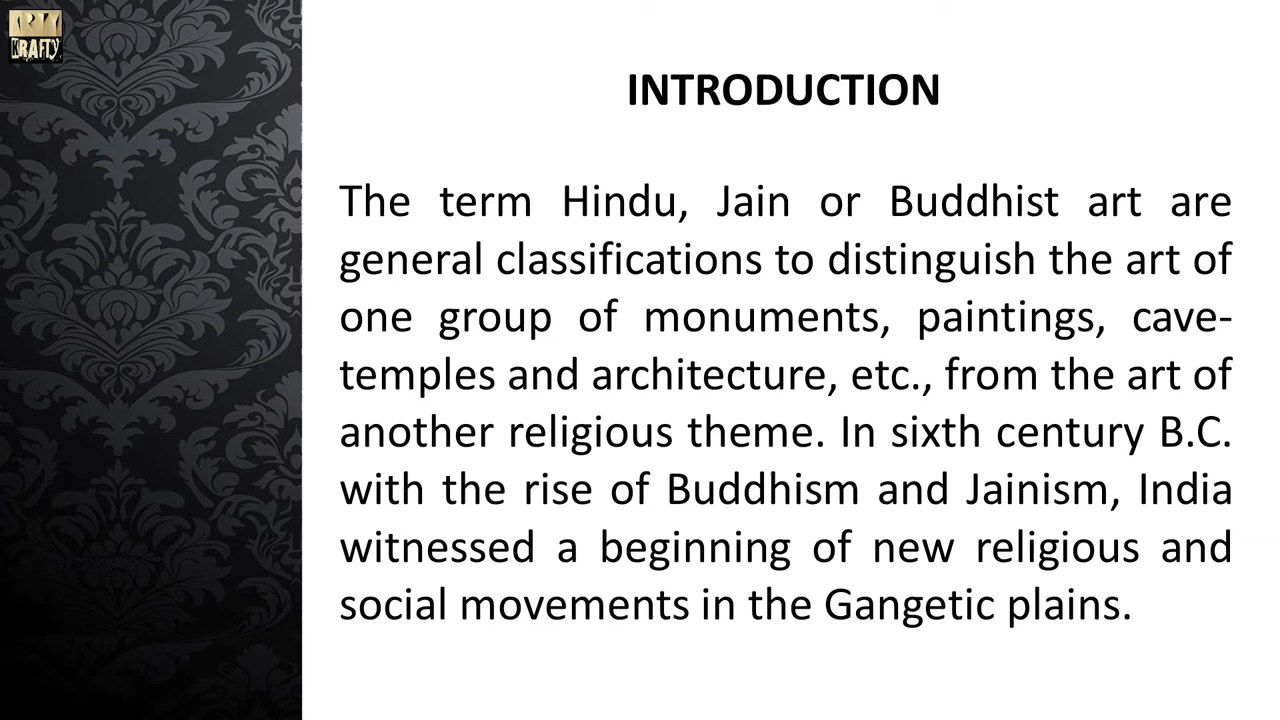 INTRODUCTION
The term Hindu, Jain or Buddhist art are
general classifications to distinguish the art of
one group of monuments, paintings, cave-
temples and architecture, etc., from the art of
another religious theme. In sixth century B.C.
with the rise of Buddhism and Jainism, India
witnessed a beginning of new religious and
social movements in the Gangetic plains.